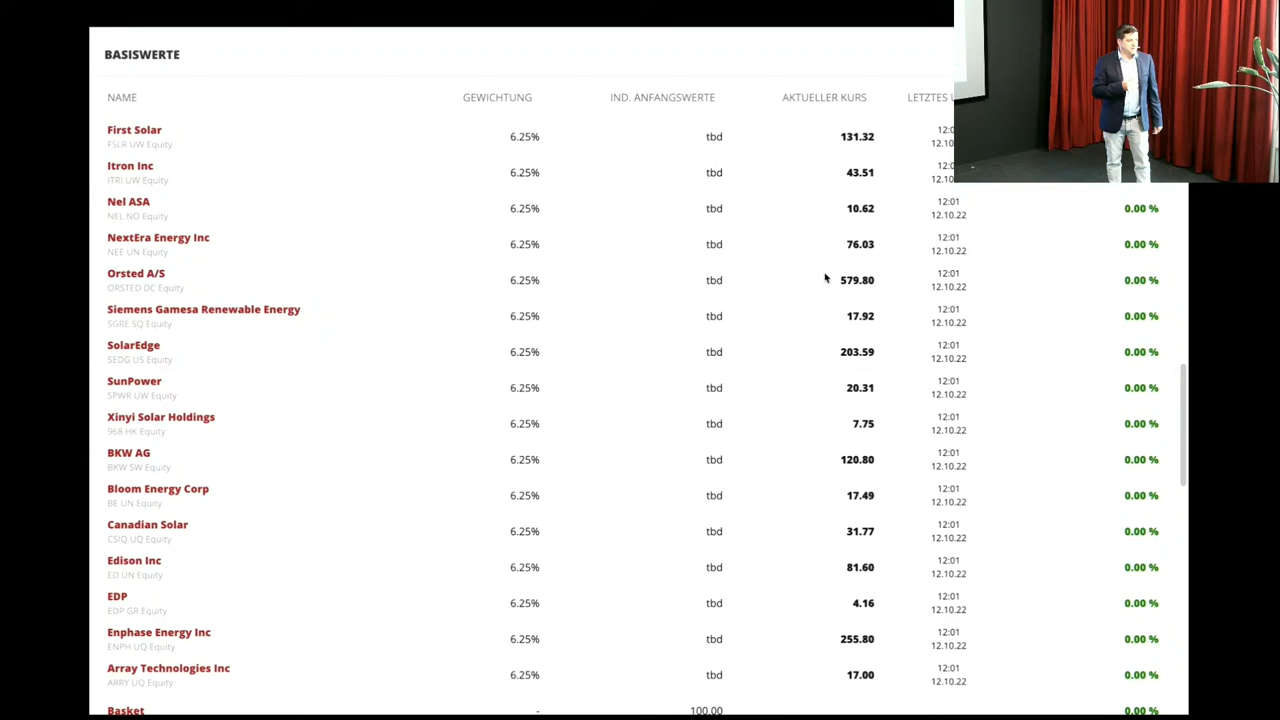 BASISWERTE
NAME GEWICHTUNG IND. ANFANGSWERTE AKTUELLER KURS LETZTES
First Solar 6.25% tbd 131.32
FSLR UW Equity 12.10
Itron Inc 6.25% tbd 43.51
ITRI UW Equity 12.10
Nel ASA 6.25% tbd 10.62 12:01 0.00 %
NEL NO Equity 12.10.22
NextEra Energy Inc 6.25% tbd 76.03 12:01 0.00 %
NEE UN Equity 12.10.22
Orsted A/S 6.25% tbd 579.80 12:01 0.00 %
ORSTED DC Equity 12.10.22
Siemens Gamesa Renewable Energy 6.25% tbd 17.92 12:01 0.00 %
SGRE SQ Equity 12.10.22
SolarEdge 6.25% tbd 203.59 12:01 0.00 %
SEDG US Equity 12.10.22
SunPower 6.25% tbd 20.31 12:01 0.00 %
SPWR UW Equity 12.10.22
Xinyi Solar Holdings 6.25% tbd 7.75 12:01 0.00 %
968 HK Equity 12.10.22
BKW AG 6.25% tbd 120.80 12:01 0.00 %
BKW SW Equity 12.10.22
Bloom Energy Corp 6.25% tbd 17.49 12:01 0.00 %
BE UN Equity 12.10.22
Canadian Solar 6.25% tbd 31.77 12:01 0.00 %
CSIQ UQ Equity 12.10.22
Edison Inc 6.25% tbd 81.60 12:01 0.00 %
ED UN Equity 12.10.22
EDP 6.25% tbd 4.16 12:01 0.00 %
EDP GR Equity 12.10.22
Enphase Energy Inc 6.25% tbd 255.80 12:01 0.00 %
ENPH UQ Equity 12.10.22
Array Technologies Inc 6.25% tbd 17.00 12:01 0.00 %
ARRY UQ Equity 12.10.22
Basket - 100.00 0.00 %